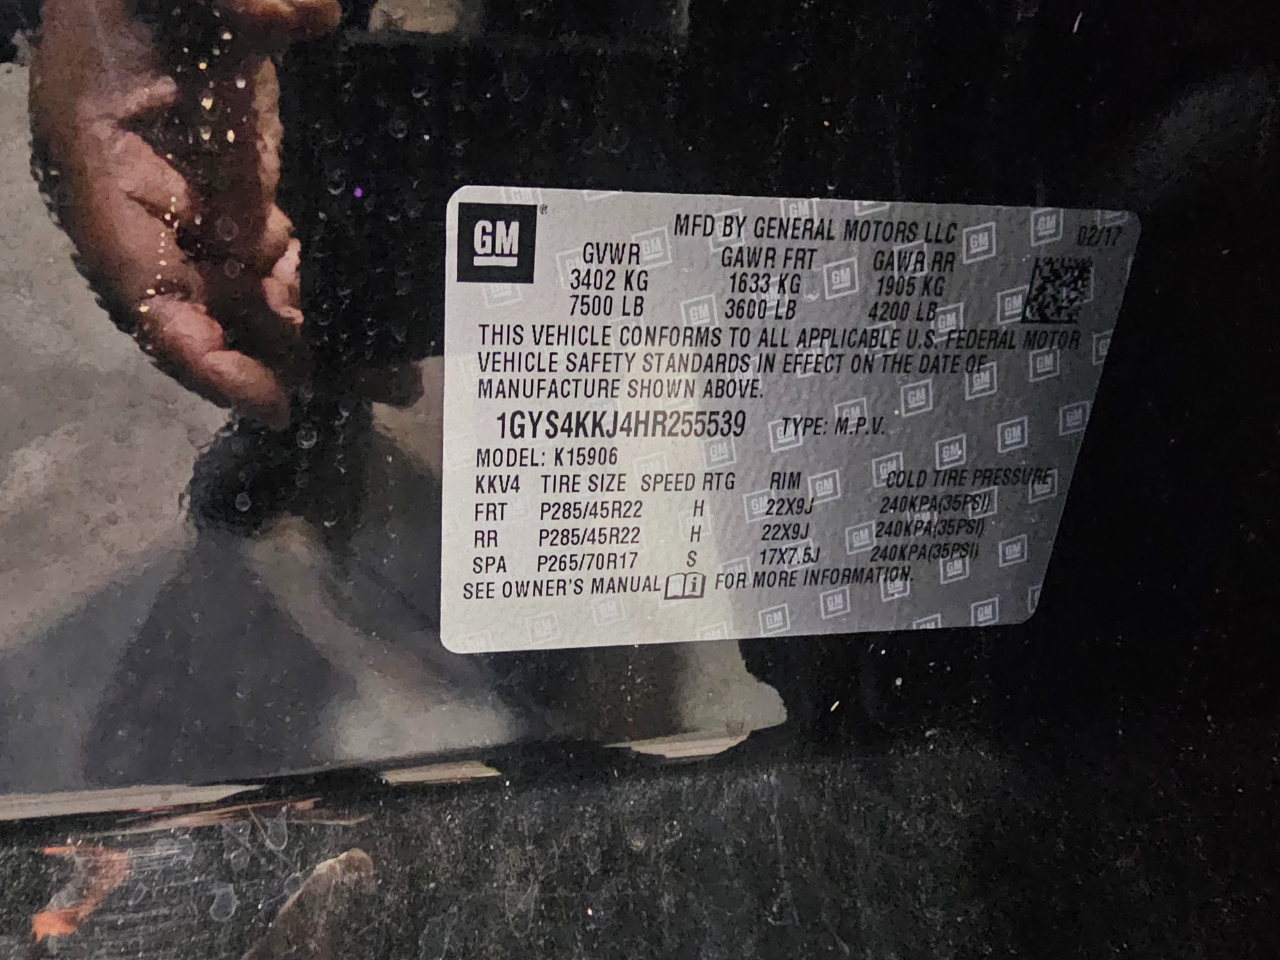 GM
MFD BY GENERAL MOTORS LLC 02/17
GVWR GAWR FRT GAWR RR
3402 KG 1633 KG 1905 KG
7500 LB 3600 LB 4200 LB
THIS VEHICLE CONFORMS TO ALL APPLICABLE U.S. FEDERAL MOTOR
VEHICLE SAFETY STANDARDS IN EFFECT ON THE DATE OF
MANUFACTURE SHOWN ABOVE.
1GYS4KKJ4HR255539 TYPE: M.P.V.
MODEL: K15906
KKV4 TIRE SIZE SPEED RTG RIM COLD TIRE PRESSURE
FRT P285/45R22 H 22X9J 240KPA(35PSI)
RR P285/45R22 H 22X9J 240KPA(35PSI)
SPA P265/70R17 S 17X7.5J 240KPA(35PSI)
SEE OWNER'S MANUAL FOR MORE INFORMATION.